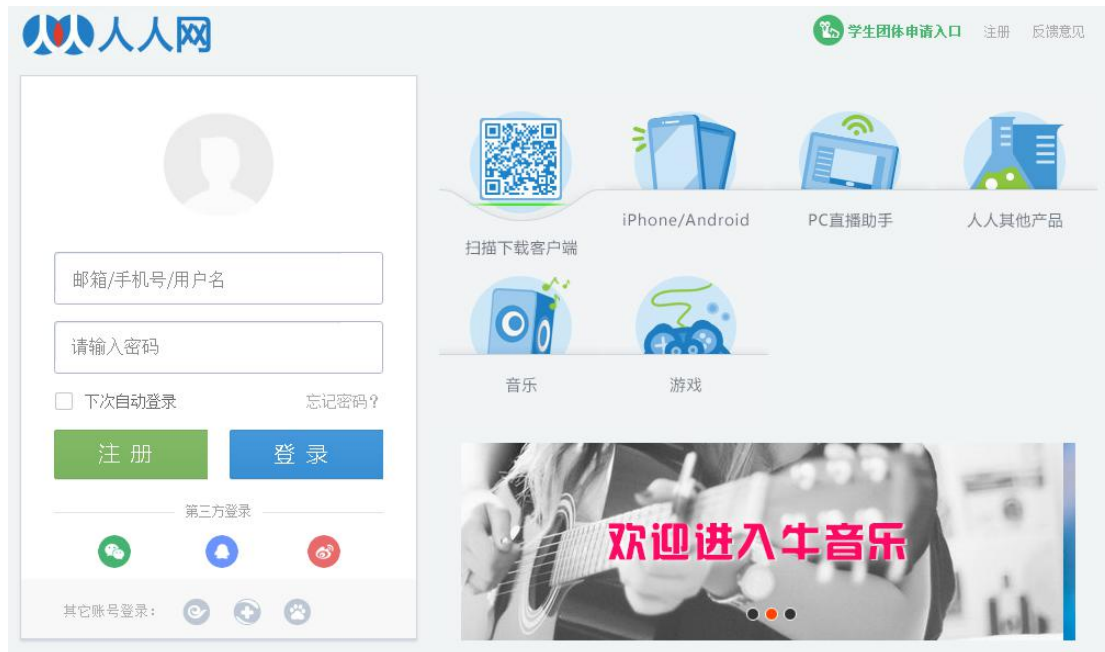 人人网
学生团体申请入口 注册 反馈意见
邮箱/手机号/用户名
请输入密码
下次自动登录 忘记密码?
注册 登录
第三方登录
其它账号登录:
扫描下载客户端
iPhone/Android
PC直播助手
人人其他产品
音乐
游戏
欢迎进入牛音乐